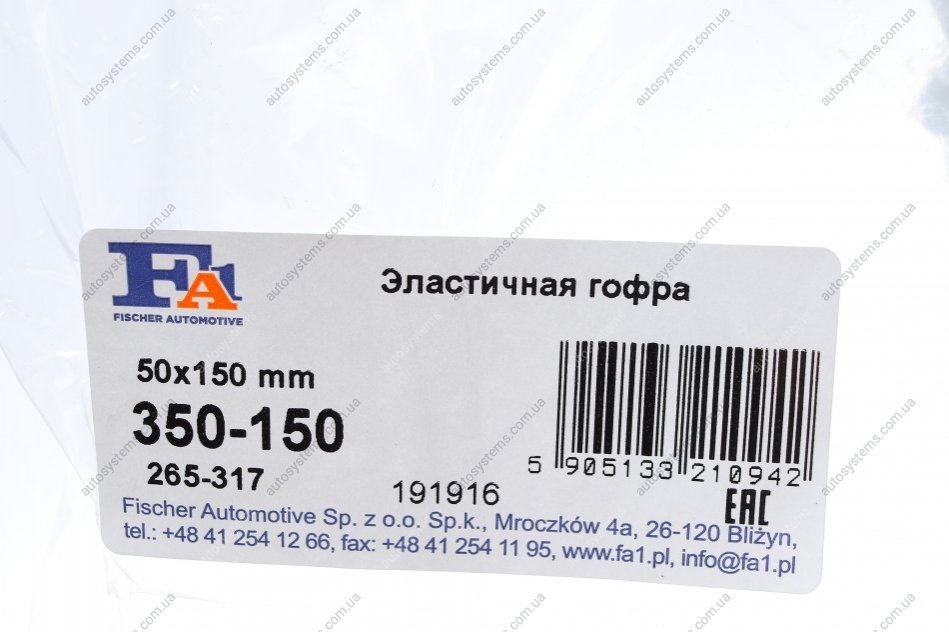 FA1
FISCHER AUTOMOTIVE
Эластичная гофра
50x150 mm
350-150
265-317
191916
5 905133 210942
EAC
Fischer Automotive Sp. z o.o. Sp.k., Mroczków 4a, 26-120 Bliżyn,
tel.: +48 41 254 12 66, fax: +48 41 254 11 95, www.fa1.pl, info@fa1.pl
autosystems.com.ua